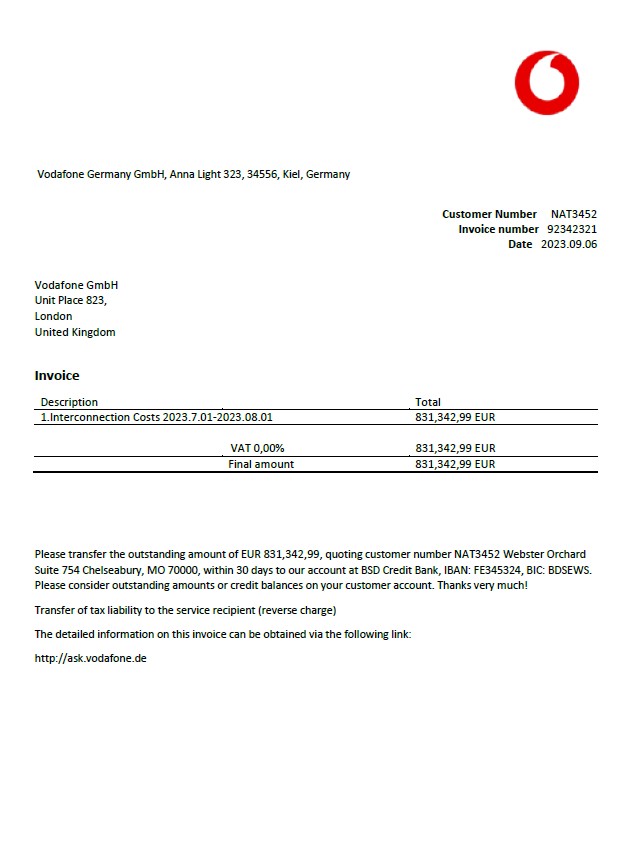 Vodafone Germany GmbH, Anna Light 323, 34556, Kiel, Germany
Customer Number NAT3452
Invoice number 92342321
Date 2023.09.06
Vodafone GmbH
Unit Place 823,
London
United Kingdom
Invoice
Description Total
1.Interconnection Costs 2023.7.01-2023.08.01 831,342,99 EUR
VAT 0,00% 831,342,99 EUR
Final amount 831,342,99 EUR
Please transfer the outstanding amount of EUR 831,342,99, quoting customer number NAT3452 Webster Orchard
Suite 754 Chelseabury, MO 70000, within 30 days to our account at BSD Credit Bank, IBAN: FE345324, BIC: BDSEWS.
Please consider outstanding amounts or credit balances on your customer account. Thanks very much!
Transfer of tax liability to the service recipient (reverse charge)
The detailed information on this invoice can be obtained via the following link:
http://ask.vodafone.de